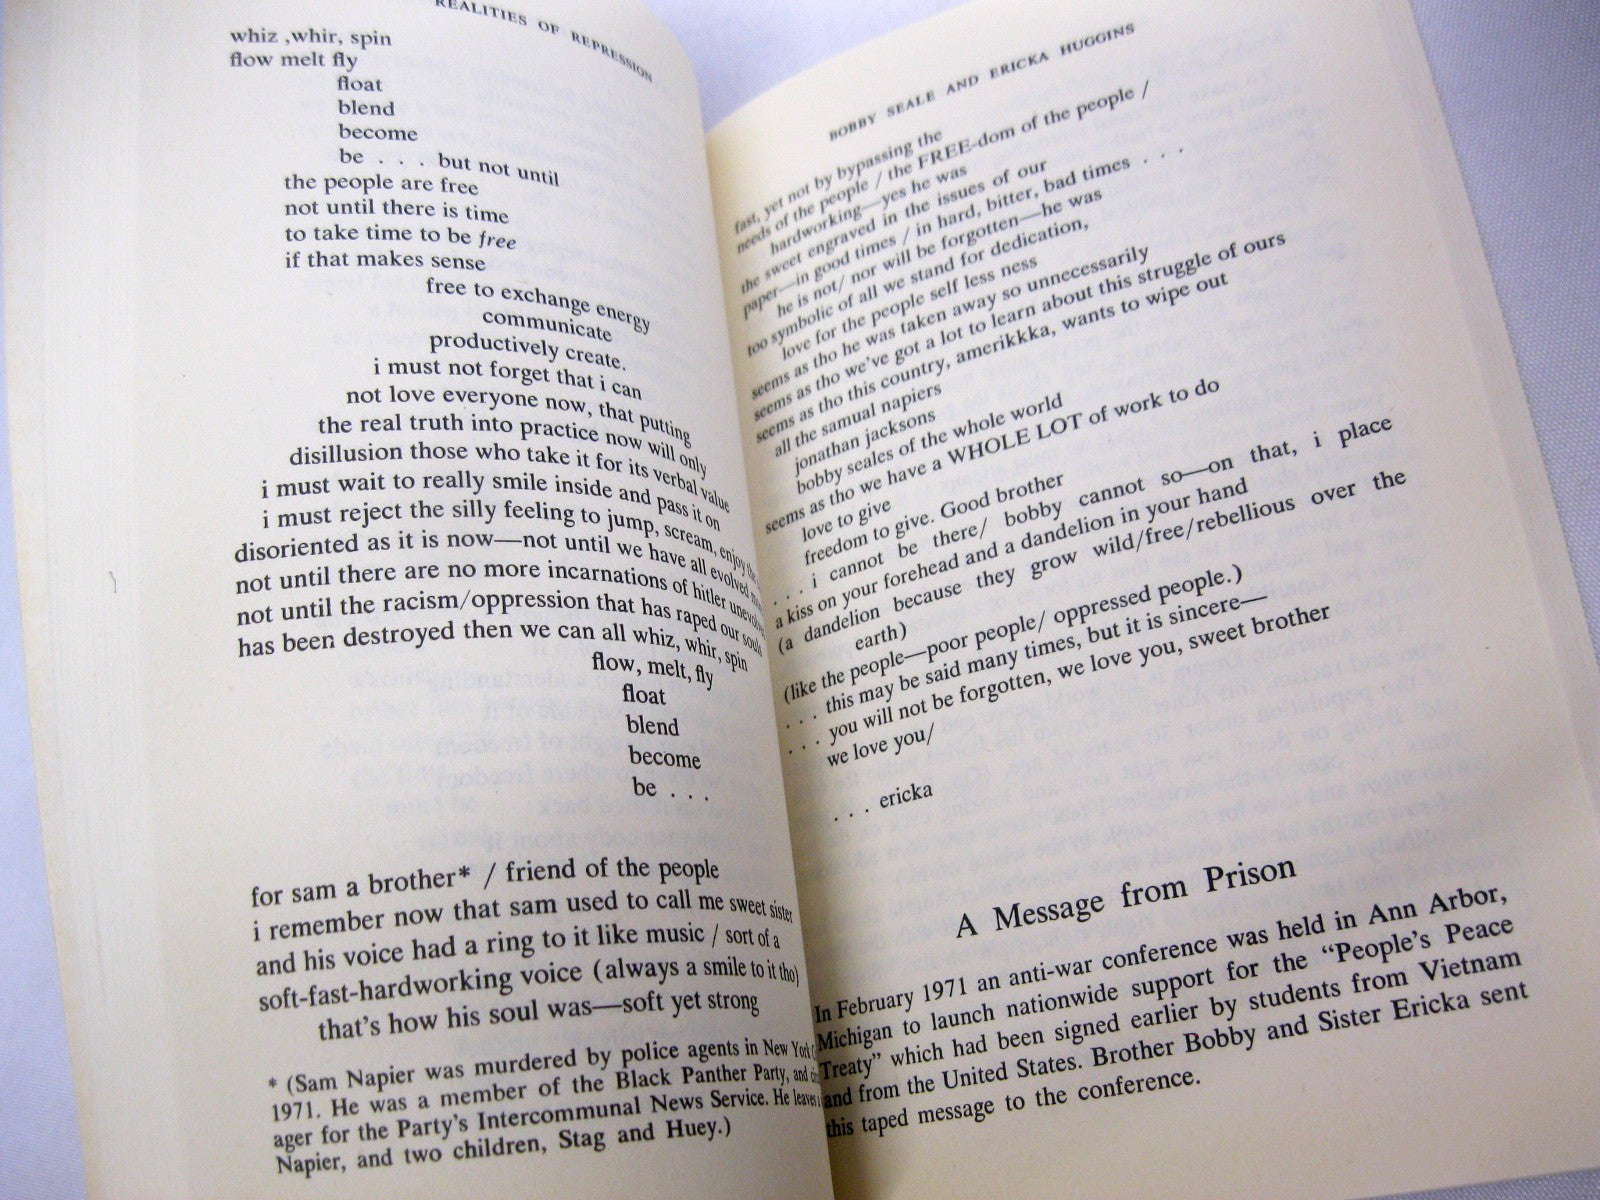 REALITIES OF REPRESSION
whiz ,whir, spin
flow melt fly
float
blend
become
be . . . but not until
the people are free
not until there is time
to take time to be free
if that makes sense
free to exchange energy
communicate
productively create.
i must not forget that i can
not love everyone now, that putting
the real truth into practice now will only
disillusion those who take it for its verbal value
i must wait to really smile inside and pass it on
i must reject the silly feeling to jump, scream, enjoy
disoriented as it is now—not until we have all evolved
not until there are no more incarnations of hitler
not until the racism/oppression that has raped our souls
has been destroyed then we can all whiz, whir, spin
flow, melt, fly
float
blend
become
be . . .
for sam a brother* / friend of the people
i remember now that sam used to call me sweet sister
and his voice had a ring to it like music / sort of a
soft-fast-hardworking voice (always a smile to it tho)
that's how his soul was—soft yet strong
* (Sam Napier was murdered by police agents in New York
1971. He was a member of the Black Panther Party, and
ager for the Party's Intercommunal News Service. He leaves
Napier, and two children, Stag and Huey.)
BOBBY SEALE AND ERICKA HUGGINS
fast, yet not by bypassing the
needs of the people / the FREE-dom of the people /
hardworking—yes he was
the sweet engraved in the issues of our
paper—in good times / in hard, bitter, bad times . . .
he is not/ nor will be forgotten—he was
too symbolic of all we stand for dedication,
love for the people self less ness
seems as tho he was taken away so unnecessarily
seems as tho we've got a lot to learn about this struggle of ours
seems as tho this country, amerikkka, wants to wipe out
all the samual napiers
jonathan jacksons
bobby seales of the whole world
seems as tho we have a WHOLE LOT of work to do
love to give
freedom to give. Good brother
. . . i cannot be there/ bobby cannot so—on that, i place
a kiss on your forehead and a dandelion in your hand
(a dandelion because they grow wild/free/rebellious over the
earth)
(like the people—poor people/ oppressed people.)
. . . this may be said many times, but it is sincere—
. . . you will not be forgotten, we love you, sweet brother
we love you/
. . . ericka
A Message from Prison
In February 1971 an anti-war conference was held in Ann Arbor,
Michigan to launch nationwide support for the "People's Peace
Treaty" which had been signed earlier by students from Vietnam
and from the United States. Brother Bobby and Sister Ericka sent
this taped message to the conference.